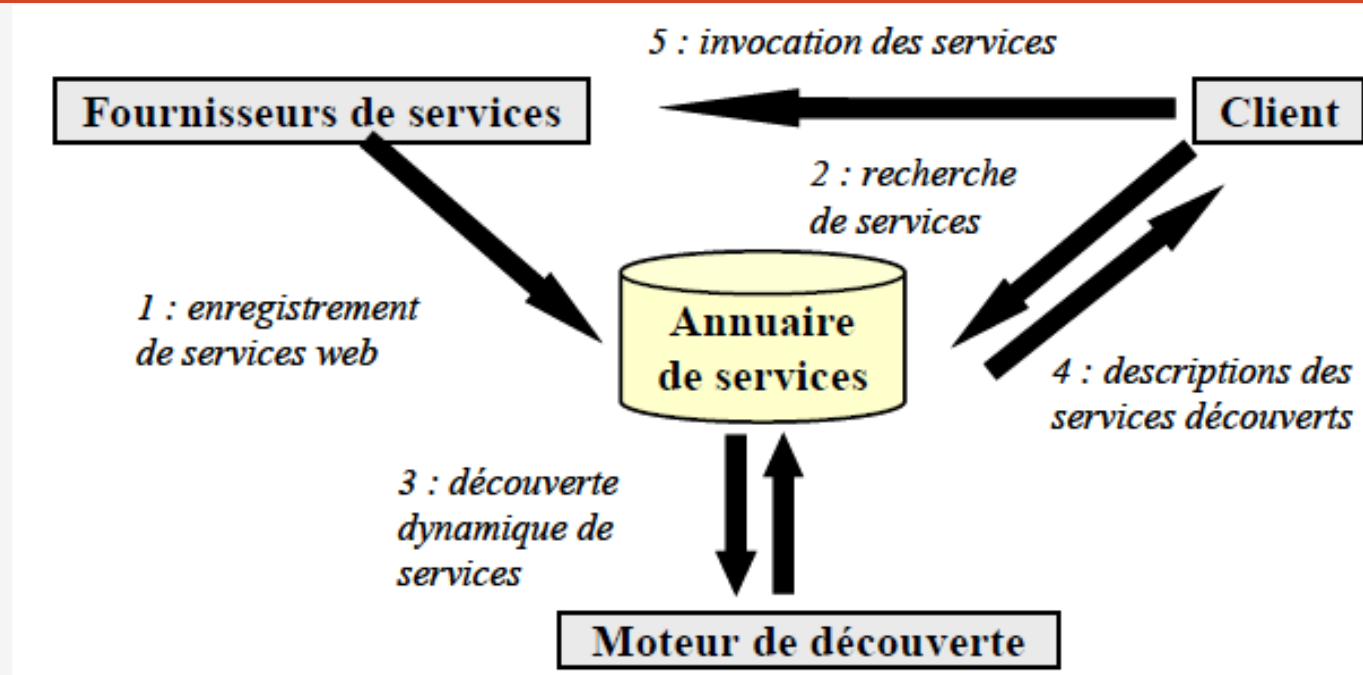 5 : invocation des services
Fournisseurs de services
Client
2 : recherche
de services
1 : enregistrement
de services web
Annuaire
de services
4 : descriptions des
services découverts
3 : découverte
dynamique de
services
Moteur de découverte